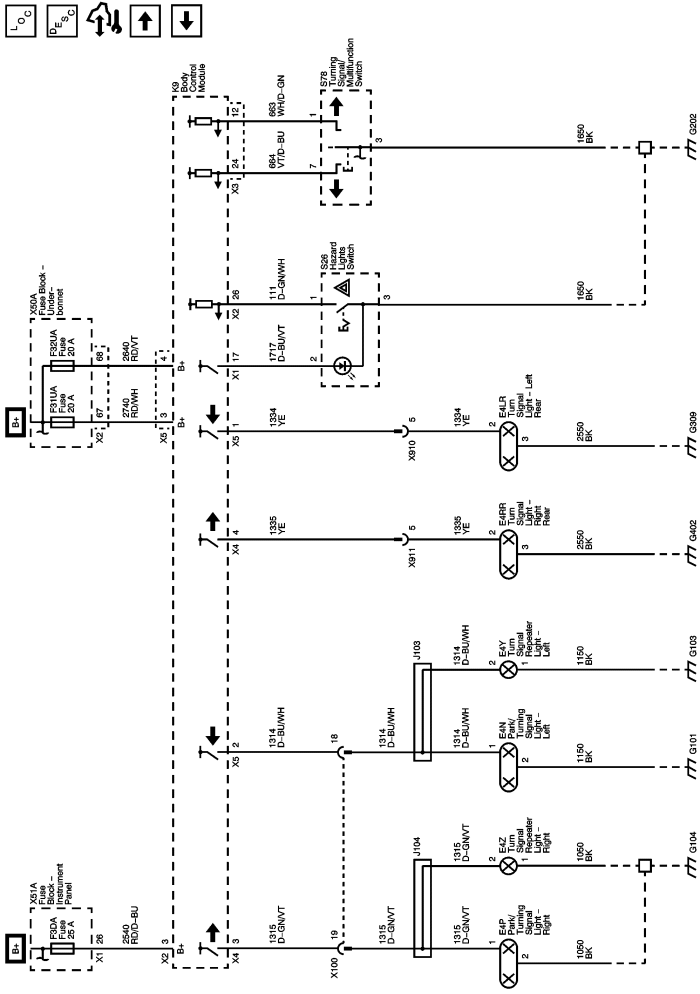 LOC
DESC
B+
X51A
Fuse
Block –
Instrument
Panel
F3DA
Fuse
25 A
26
X1
2540
RD/D–BU
3
X2
B+
B+
X50A
Fuse Block –
Under–
bonnet
F31UA
Fuse
20 A
F32UA
Fuse
20 A
67
68
X2
2740
RD/WH
2640
RD/VT
3
4
X5
B+
B+
K9
Body
Control
Module
3
X4
2
X5
4
X4
1
X5
17
X1
26
X2
24
12
X3
1315
D–GN/VT
1314
D–BU/WH
1335
YE
1334
YE
1717
D–BU/VT
111
D–GN/WH
664
VT/D–BU
663
WH/D–GN
S26
Hazard
Lights
Switch
2
1
3
S78
Turning
Signal/
Multifunction
Switch
7
1
3
19
18
X100
5
X911
5
X910
1315
D–GN/VT
1314
D–BU/WH
1335
YE
1334
YE
J104
J103
1315
D–GN/VT
1315
D–GN/VT
1314
D–BU/WH
1314
D–BU/WH
1
2
1
2
2
2
E4P
Park/
Turning
Signal
Light –
Right
E4Z
Turn
Signal
Repeater
Light –
Right
E4N
Park/
Turning
Signal
Light –
Left
E4Y
Turn
Signal
Repeater
Light –
Left
E4RR
Turn
Signal
Light –
Right
Rear
E4LR
Turn
Signal
Light – Left
Rear
2
1
2
1
3
3
1050
BK
1050
BK
1150
BK
1150
BK
2550
BK
2550
BK
1650
BK
1650
BK
G104
G101
G103
G402
G309
G202